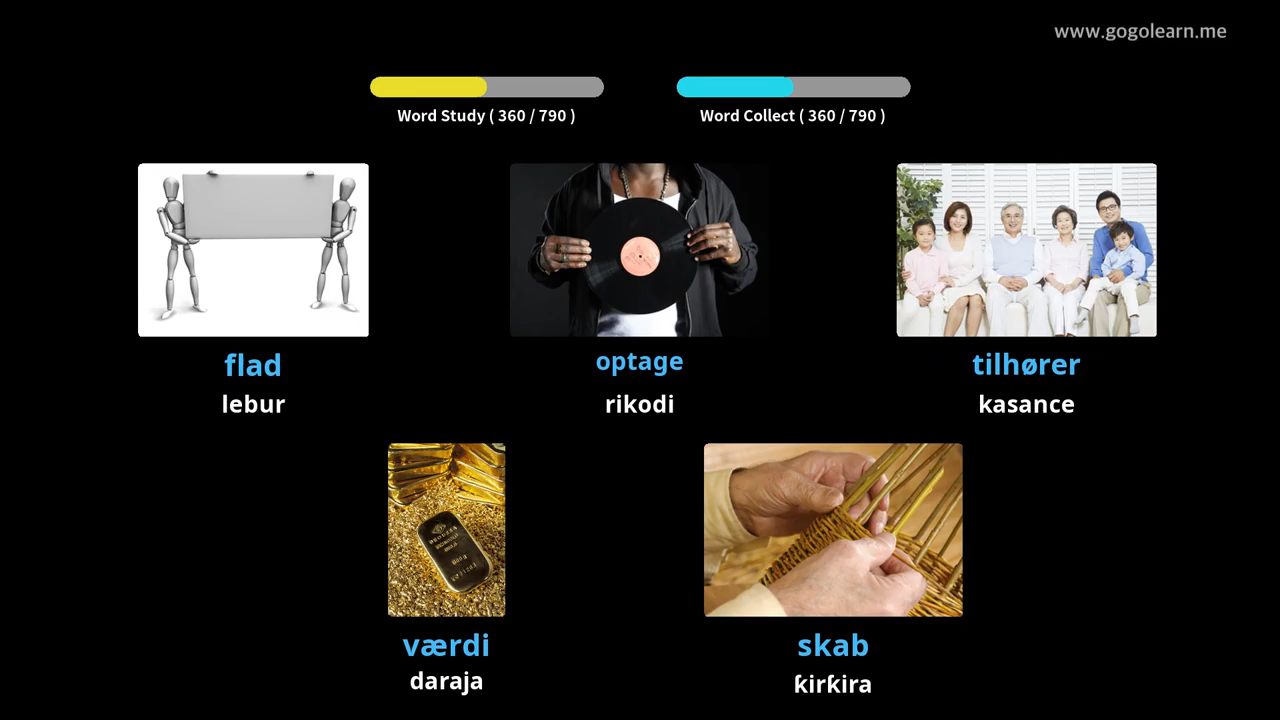 www.gogolearn.me
Word Study ( 360 / 790 )
Word Collect ( 360 / 790 )
flad
optage
tilhører
lebur
rikodi
kasance
værdi
skab
daraja
ƙirƙira